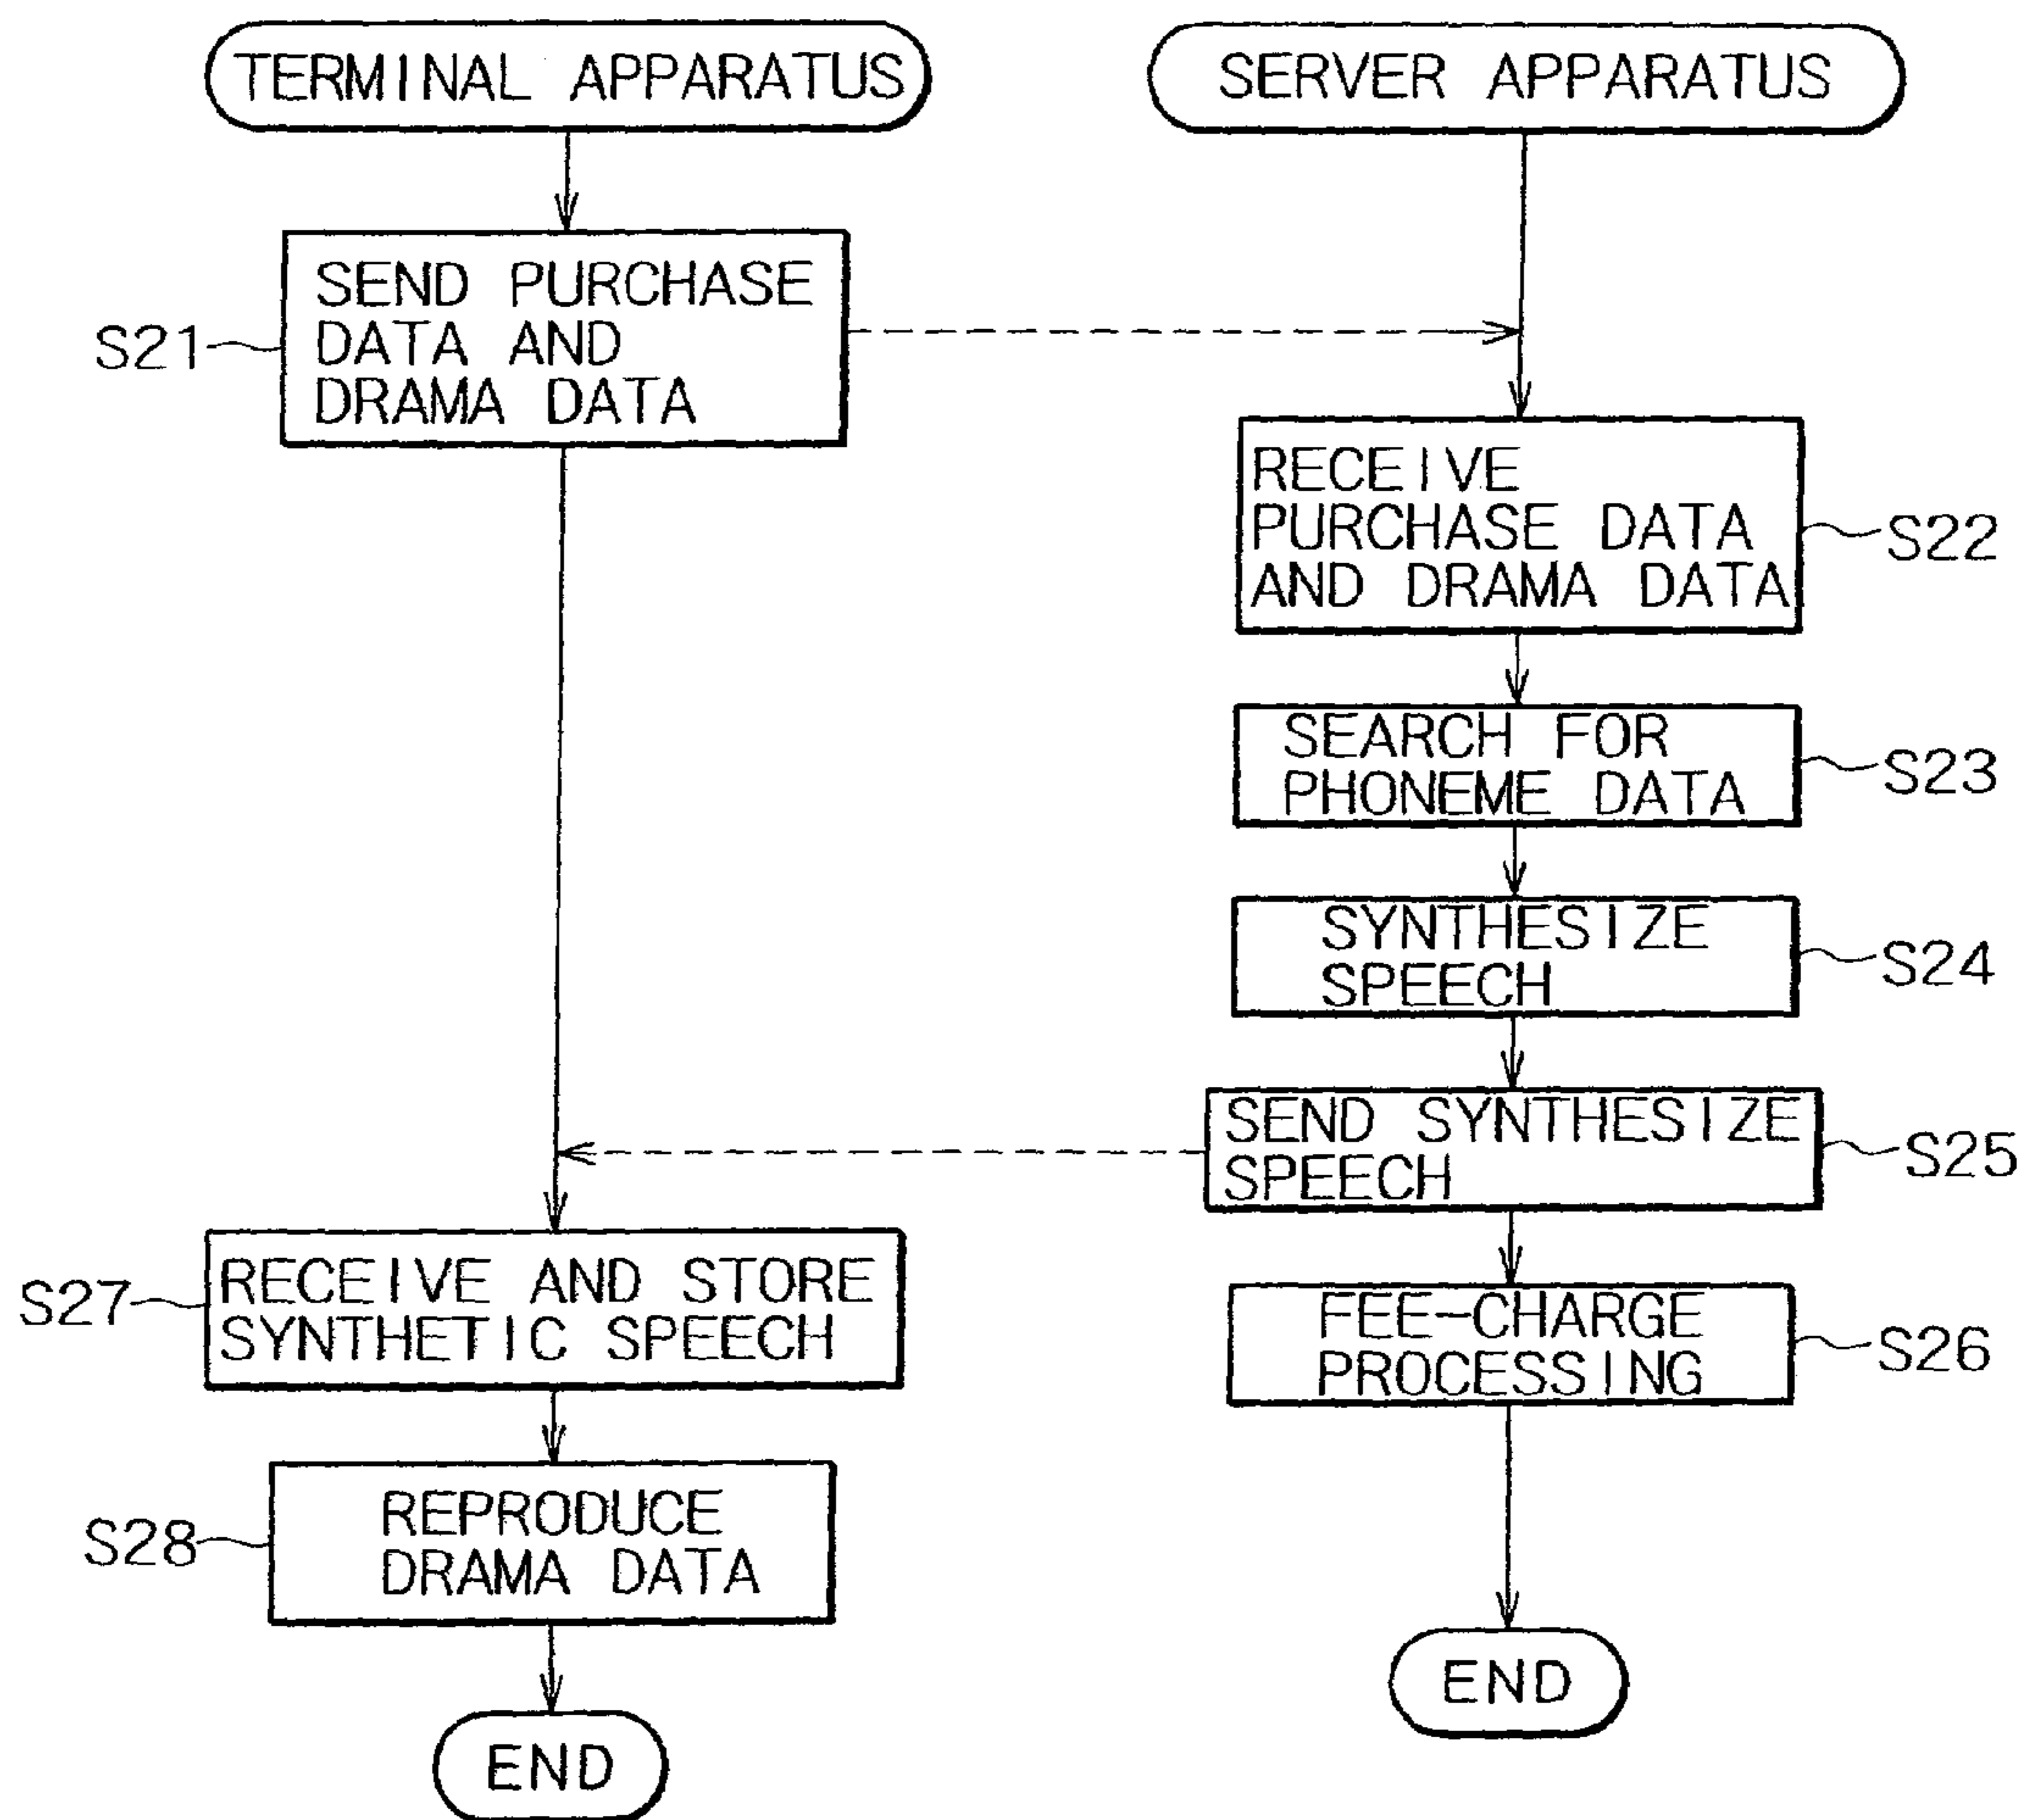 TERMINAL APPARATUS
SERVER APPARATUS
S21
SEND PURCHASE
DATA AND
DRAMA DATA
RECEIVE
PURCHASE DATA
AND DRAMA DATA
S22
SEARCH FOR
PHONEME DATA
S23
SYNTHESIZE
SPEECH
S24
SEND SYNTHESIZE
SPEECH
S25
S27
RECEIVE AND STORE
SYNTHETIC SPEECH
FEE-CHARGE
PROCESSING
S26
S28
REPRODUCE
DRAMA DATA
END
END